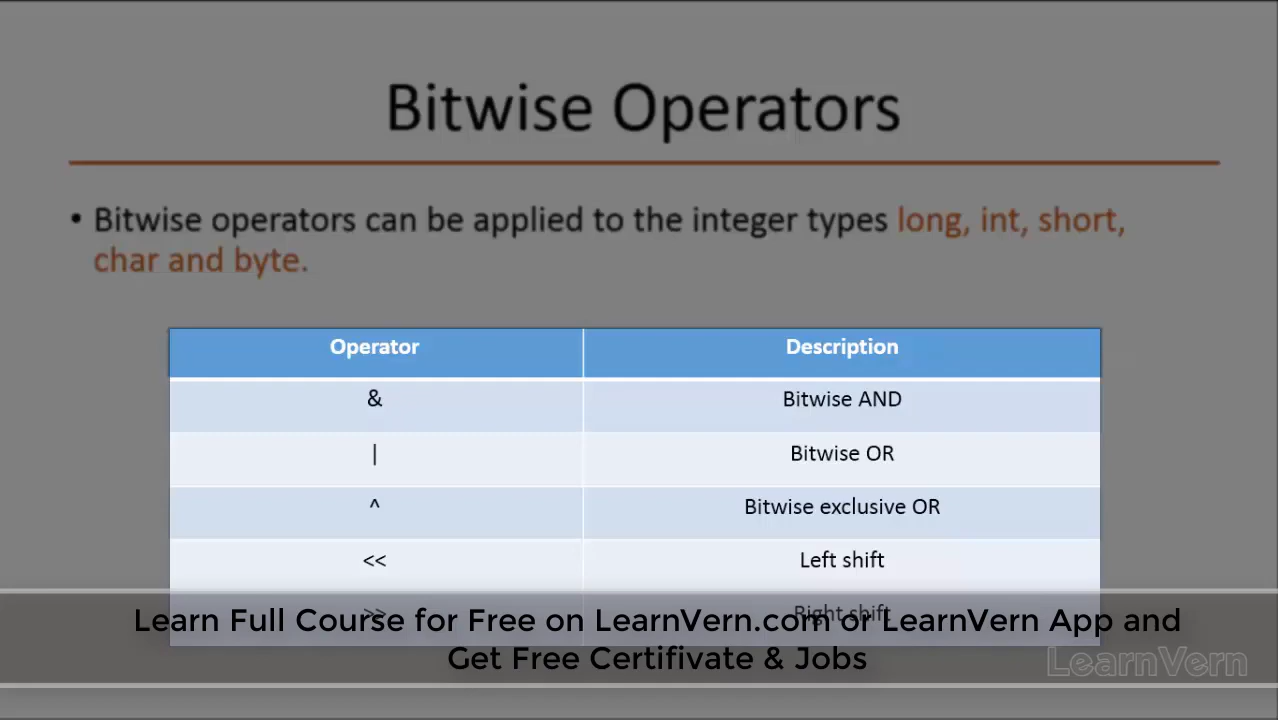 Bitwise Operators
• Bitwise operators can be applied to the integer types long, int, short,
char and byte.
Operator Description
& Bitwise AND
| Bitwise OR
^ Bitwise exclusive OR
<< Left shift
>> Right shift
Learn Full Course for Free on LearnVern.com or LearnVern App and
Get Free Certifivate & Jobs
LearnVern